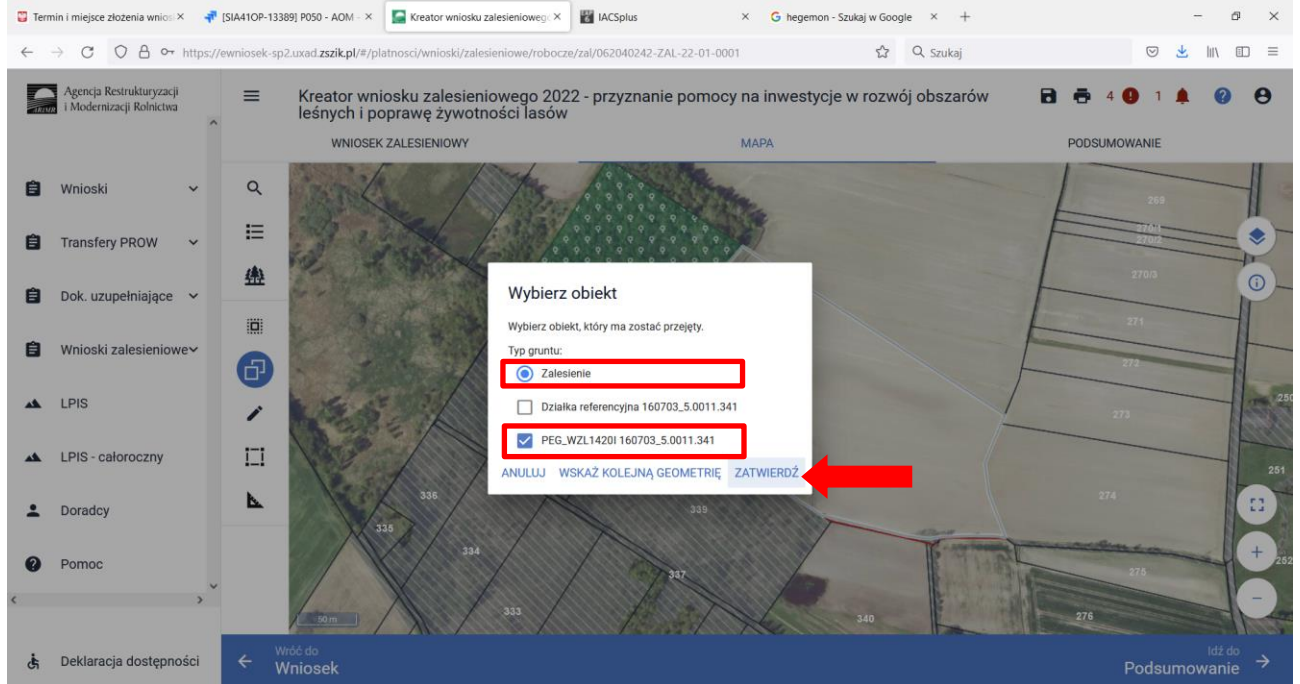 Termin i miejsce złożenia wnios
[SIA41OP-13389] P050 - AOM -
Kreator wniosku zalesieniowego
IACSplus
hegemon - Szukaj w Google
https://ewniosek-sp2.uxad.zszik.pl/#/platnosci/wnioski/zalesieniowe/robocze/zal/062040242-ZAL-22-01-0001
Szukaj
Agencja Restrukturyzacji
i Modernizacji Rolnictwa
Kreator wniosku zalesieniowego 2022 - przyznanie pomocy na inwestycje w rozwój obszarów
leśnych i poprawę żywotności lasów
4
1
WNIOSEK ZALESIENIOWY
MAPA
PODSUMOWANIE
Wnioski
Transfery PROW
Dok. uzupełniające
Wnioski zalesieniowe
LPIS
LPIS - całoroczny
Doradcy
Pomoc
Deklaracja dostępności
Wybierz obiekt
Wybierz obiekt, który ma zostać przejęty.
Typ gruntu:
Zalesienie
Działka referencyjna 160703_5.0011.341
PEG_WZL1420I 160703_5.0011.341
ANULUJ WSKAŻ KOLEJNĄ GEOMETRIĘ ZATWIERDŹ
269
270/1
270/2
270/3
271
272
273
250
251
274
252
275
276
336
335
334
333
337
339
340
50 m
Wróć do
Wniosek
Idź do
Podsumowanie